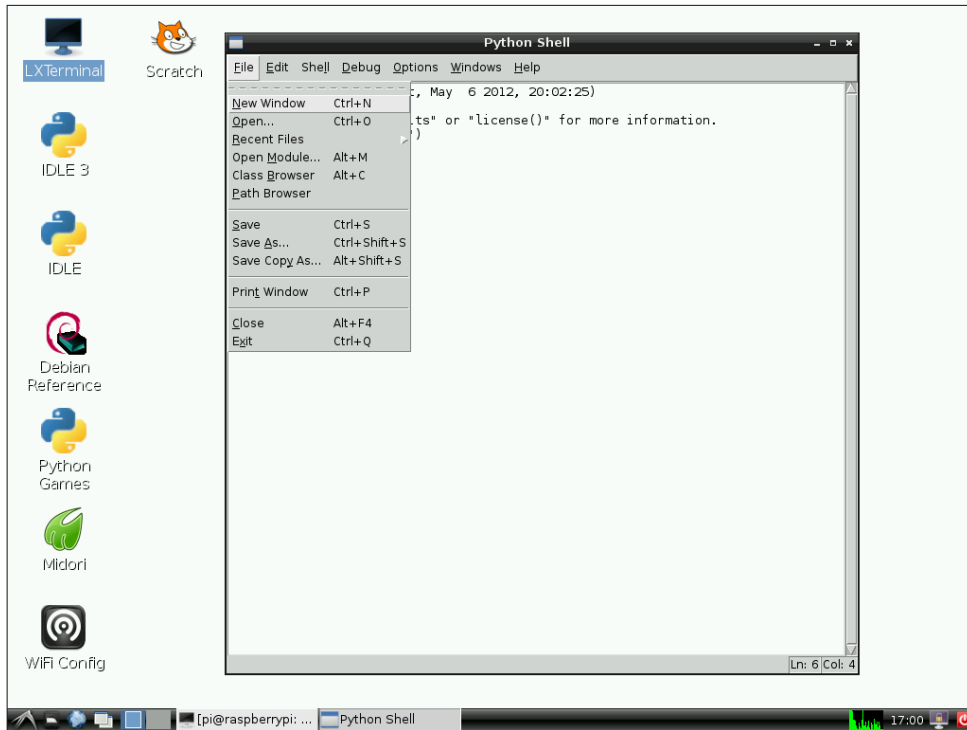 LXTerminal
Scratch
IDLE 3
IDLE
Debian
Reference
Python
Games
Midori
WiFi Config
Python Shell
File Edit Shell Debug Options Windows Help
, May 6 2012, 20:02:25)
" or "license()" for more information.
')
New Window Ctrl+N
Open... Ctrl+O
Recent Files
Open Module... Alt+M
Class Browser Alt+C
Path Browser
Save Ctrl+S
Save As... Ctrl+Shift+S
Save Copy As... Alt+Shift+S
Print Window Ctrl+P
Close Alt+F4
Exit Ctrl+Q
Ln: 6 Col: 4
[pi@raspberrypi: ... Python Shell 17:00